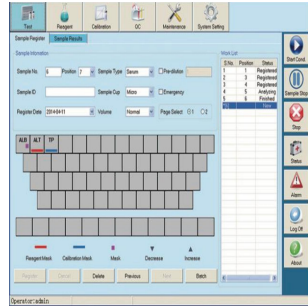 Test Reagent Calibration QC Maintenance System Setting
Sample Register Sample Results
Sample Information
Work List
Sample No. 6 Position 7 Sample Type Serum Pre-dilution
Sample ID Sample Cup Micro Emergency
Register Date 2014-04-11 Volume Normal Page Select 1 2
S.No. Position Status
1 1 Registered
2 3 Registered
3 4 Registered
4 5 Analyzing
5 6 Finished
New
ALB ALT TP
Reagent Mask Calibration Mask Mask Decrease Increase
Register Cancel Delete Previous Next Batch
Start Cond.
Sample Stop
Stop
Status
Alarm
Log Off
About
Operator:admin